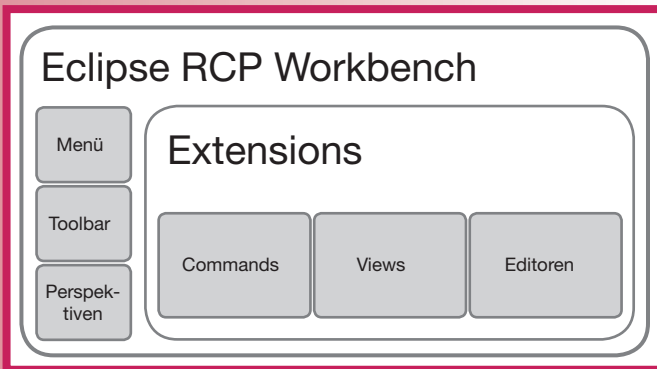 Eclipse RCP Workbench
Menü
Extensions
Toolbar
Commands
Views
Editoren
Perspek-
tiven